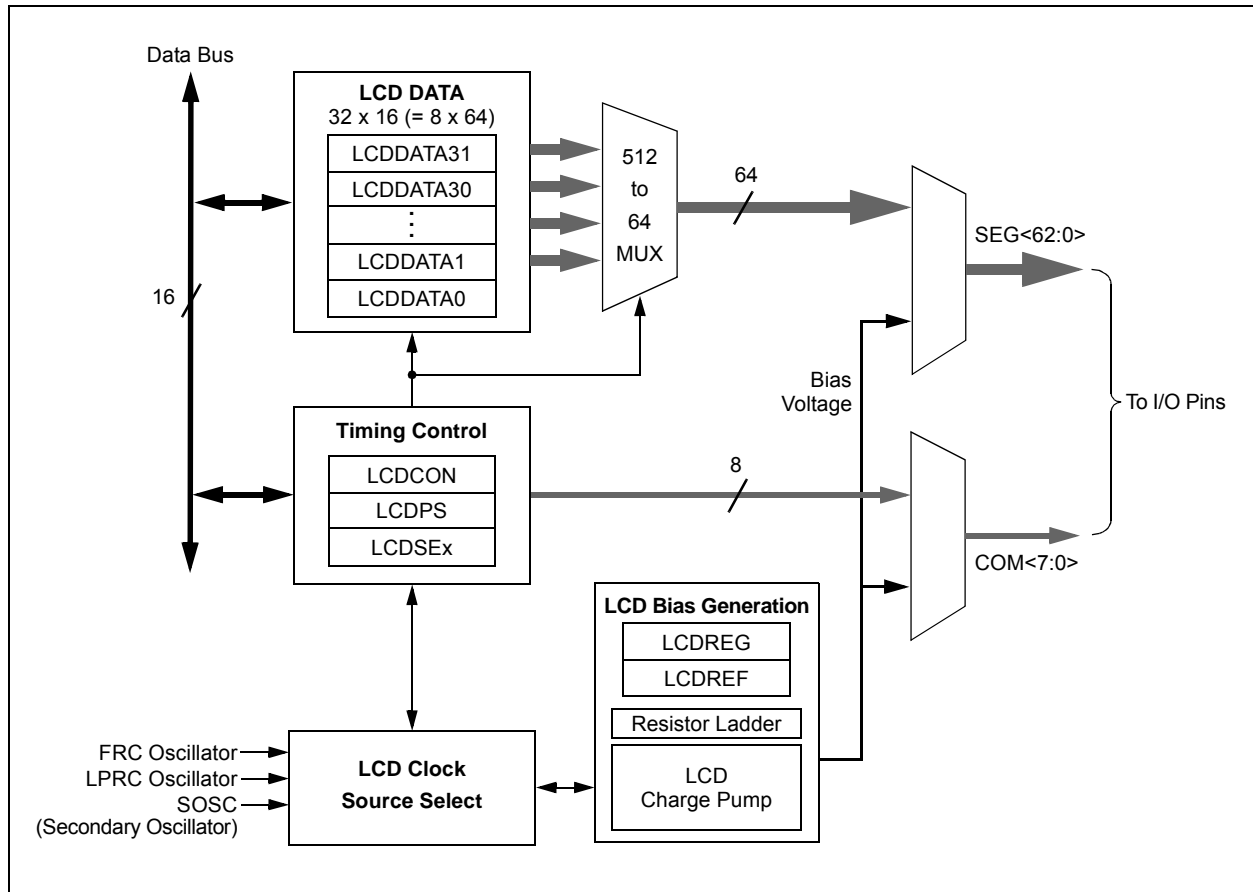 Data Bus
16
LCD DATA
32 x 16 (= 8 x 64)
LCDDATA31
LCDDATA30
⋮
LCDDATA1
LCDDATA0
512
to
64
MUX
64
SEG<62:0>
Bias
Voltage
To I/O Pins
Timing Control
LCDCON
LCDPS
LCDSEx
8
COM<7:0>
LCD Bias Generation
LCDREG
LCDREF
Resistor Ladder
LCD
Charge Pump
FRC Oscillator
LPRC Oscillator
SOSC
(Secondary Oscillator)
LCD Clock
Source Select